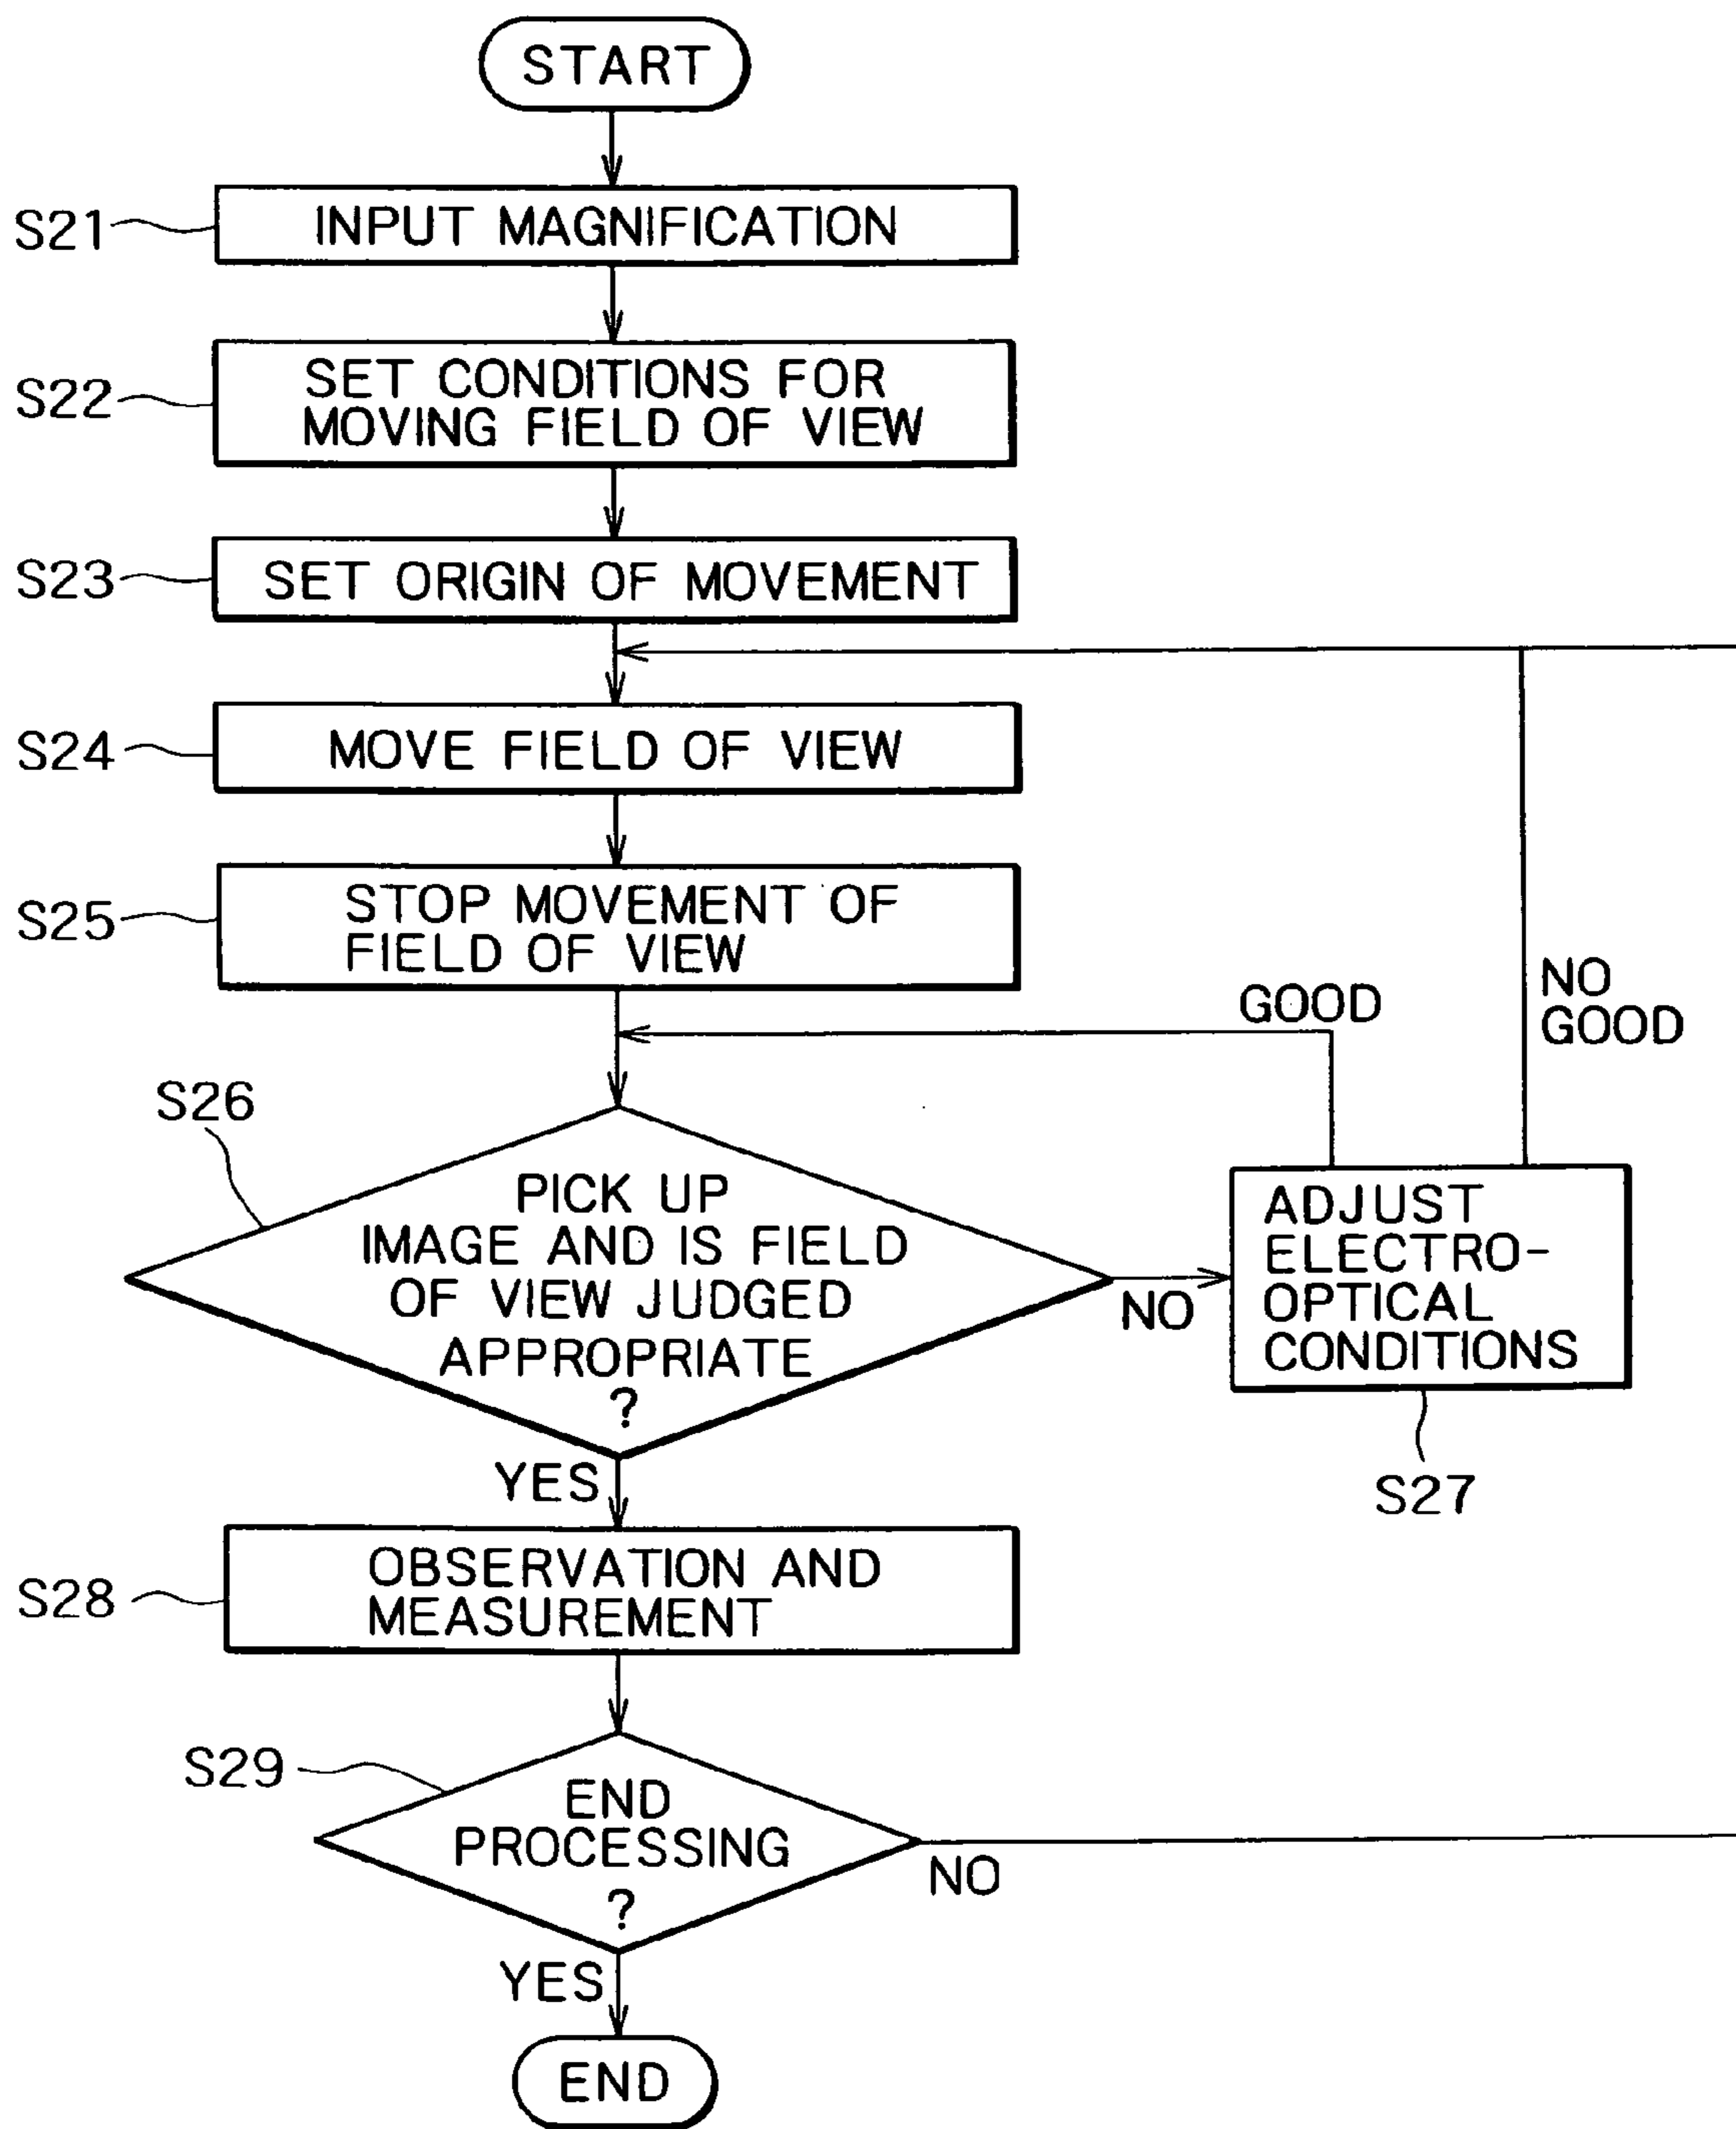 START
S21
INPUT MAGNIFICATION
S22
SET CONDITIONS FOR
MOVING FIELD OF VIEW
S23
SET ORIGIN OF MOVEMENT
S24
MOVE FIELD OF VIEW
S25
STOP MOVEMENT OF
FIELD OF VIEW
GOOD
NO
GOOD
S26
PICK UP
IMAGE AND IS FIELD
OF VIEW JUDGED
APPROPRIATE
?
NO
ADJUST
ELECTRO-
OPTICAL
CONDITIONS
S27
YES
S28
OBSERVATION AND
MEASUREMENT
S29
END
PROCESSING
?
NO
YES
END